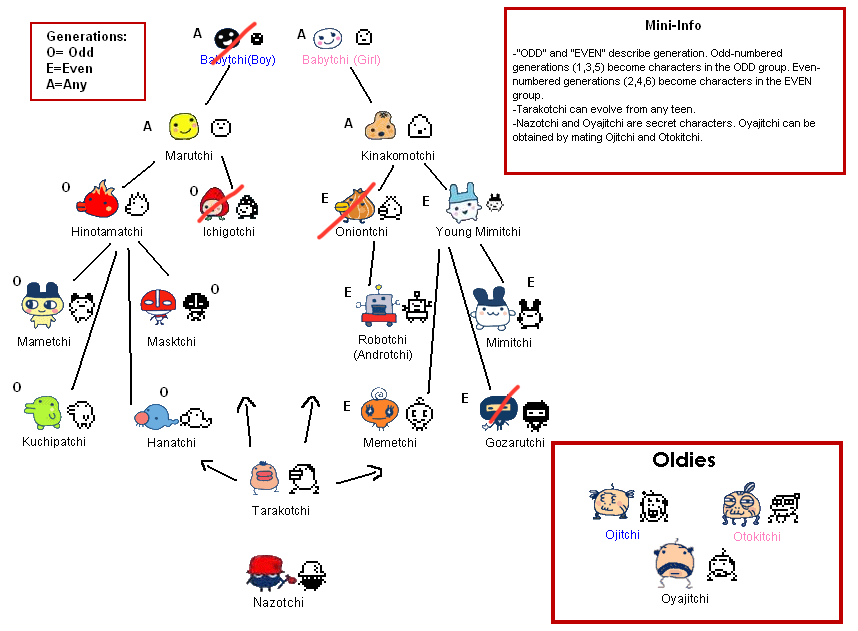 Generations:
O= Odd
E=Even
A=Any
A
A
Babytchi(Boy)
Babytchi (Girl)
Mini-Info
-"ODD" and "EVEN" describe generation. Odd-numbered
generations (1,3,5) become characters in the ODD group. Even-
numbered generations (2,4,6) become characters in the EVEN
group.
-Tarakotchi can evolve from any teen.
-Nazotchi and Oyajitchi are secret characters. Oyajitchi can be
obtained by mating Ojitchi and Otokitchi.
A
A
Marutchi
Kinakomotchi
O
O
E
E
Hinotamatchi
Ichigotchi
Oniontchi
Young Mimitchi
O
O
E
E
Mametchi
Masktchi
Robotchi
(Androtchi)
Mimitchi
O
O
E
E
Kuchipatchi
Hanatchi
Memetchi
Gozarutchi
Tarakotchi
Nazotchi
Oldies
Ojitchi
Otokitchi
Oyajitchi